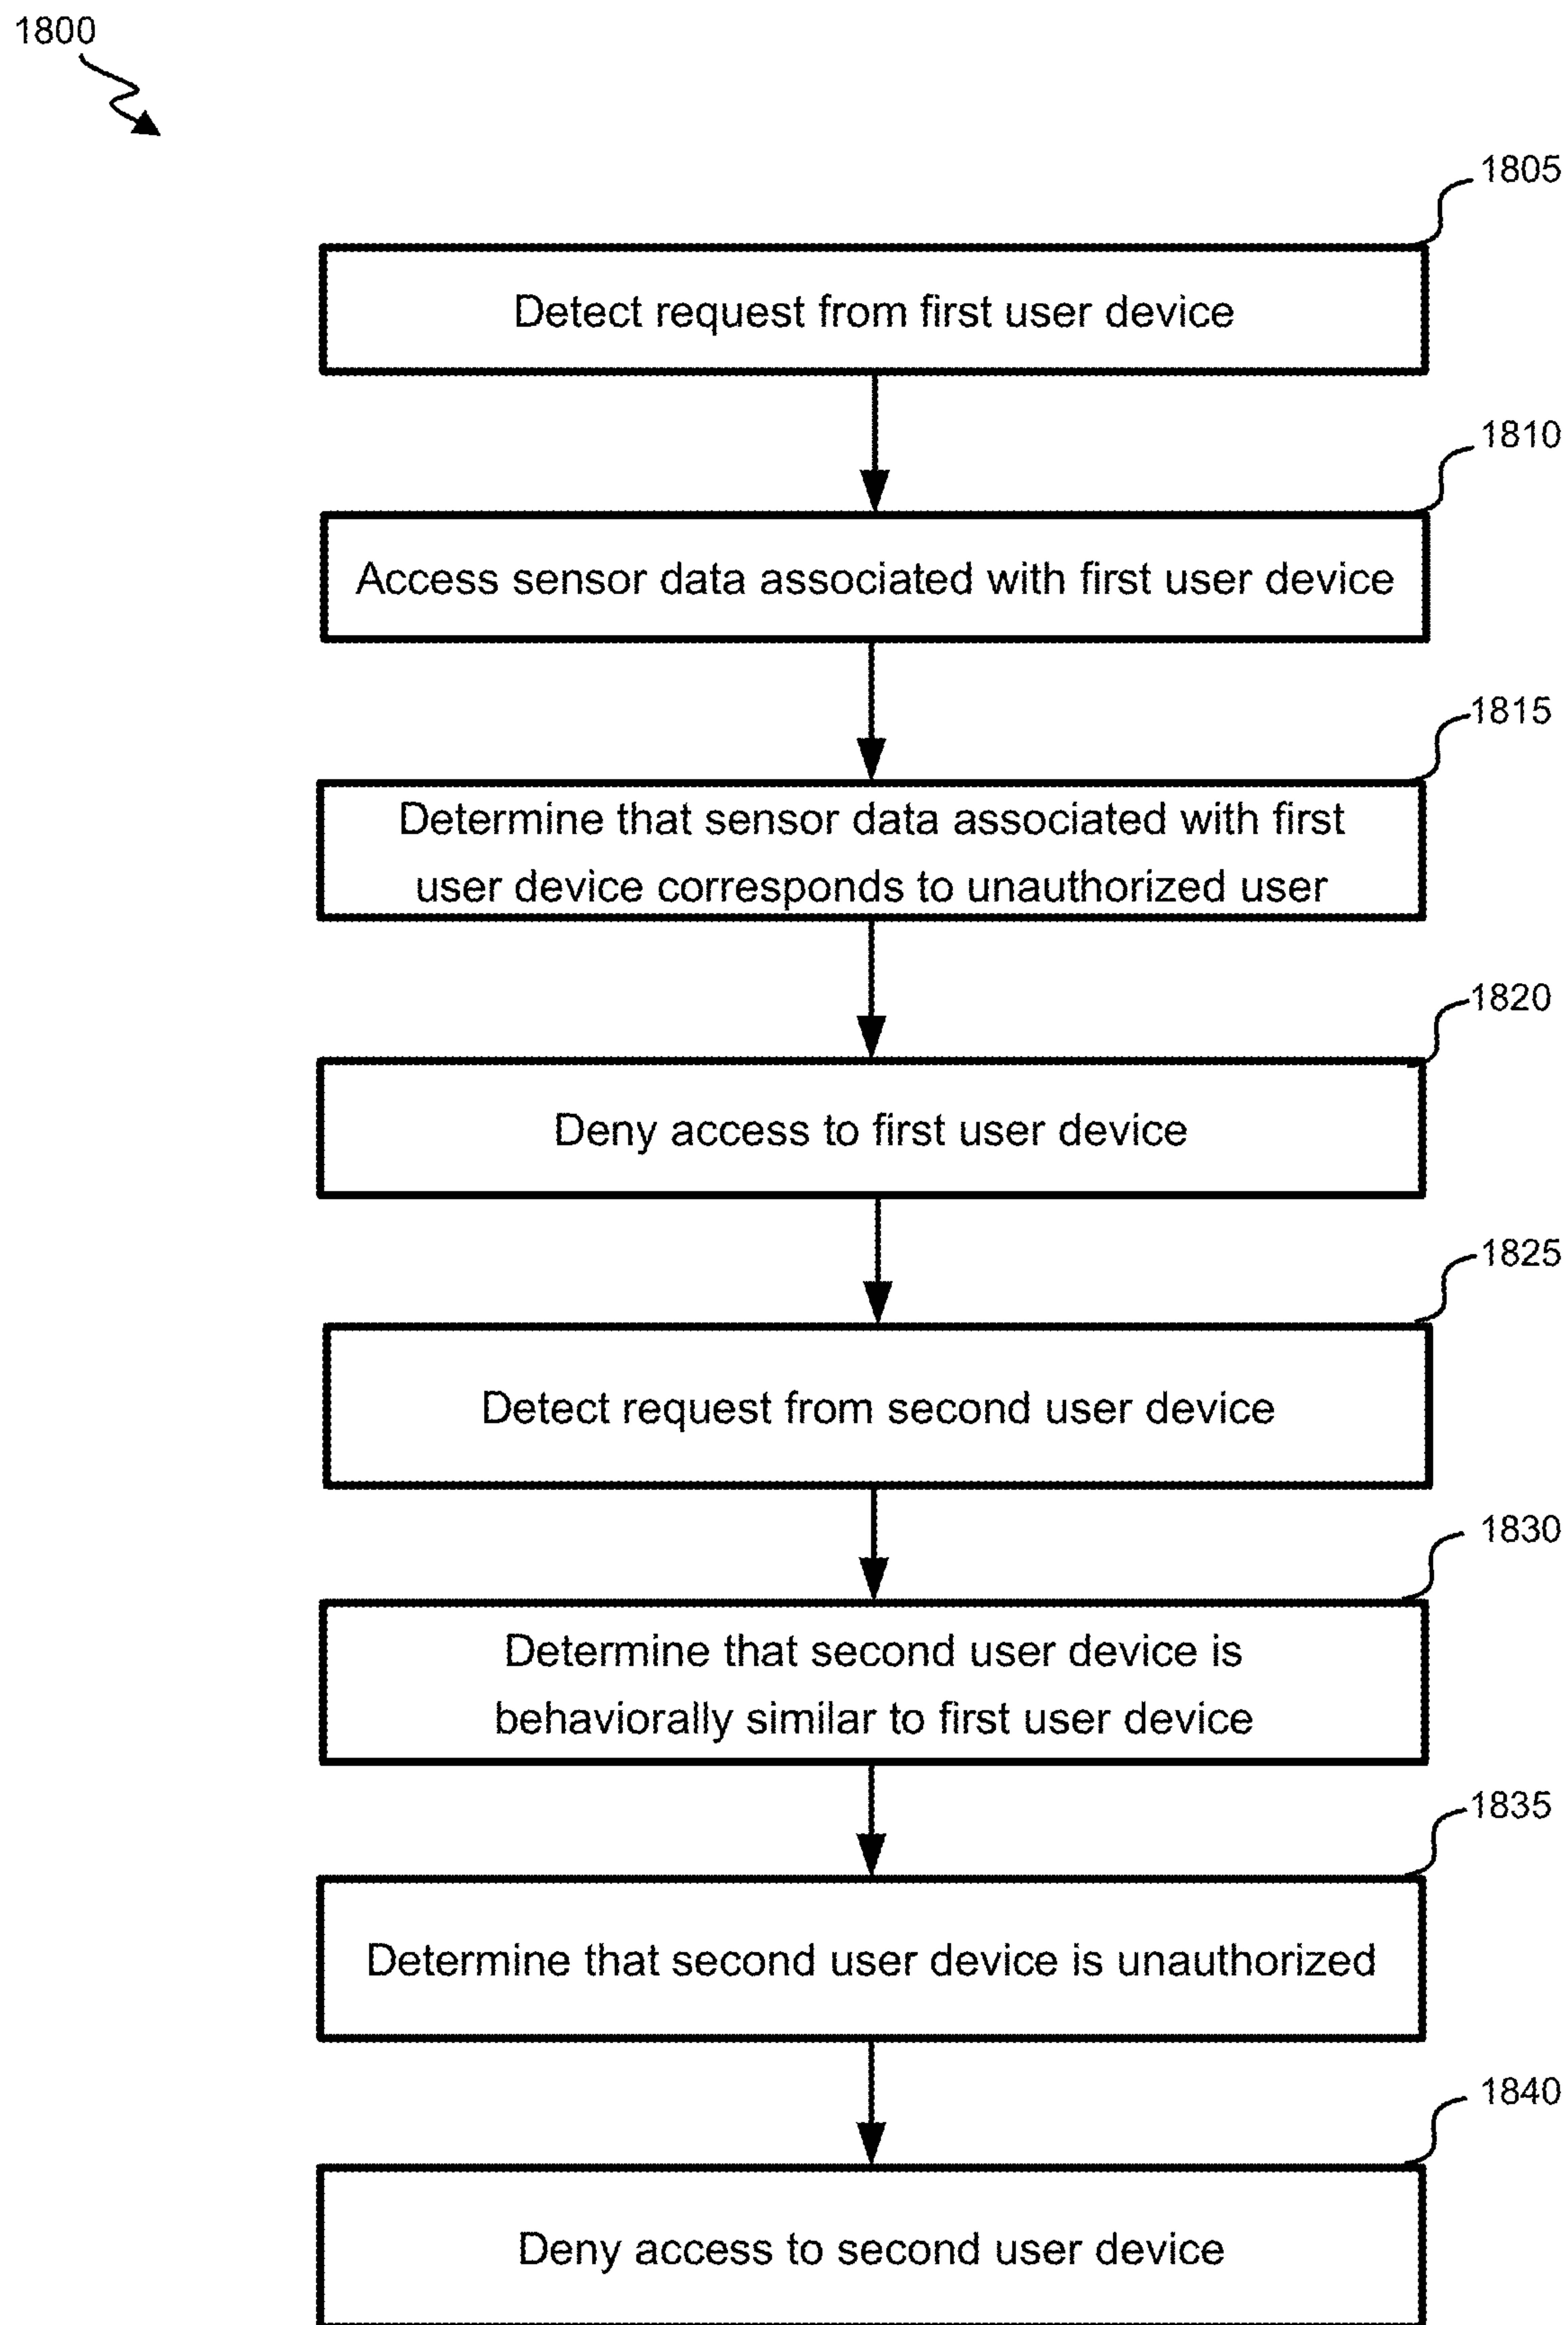 1800
1805
Detect request from first user device
1810
Access sensor data associated with first user device
1815
Determine that sensor data associated with first
user device corresponds to unauthorized user
1820
Deny access to first user device
1825
Detect request from second user device
1830
Determine that second user device is
behaviorally similar to first user device
1835
Determine that second user device is unauthorized
1840
Deny access to second user device